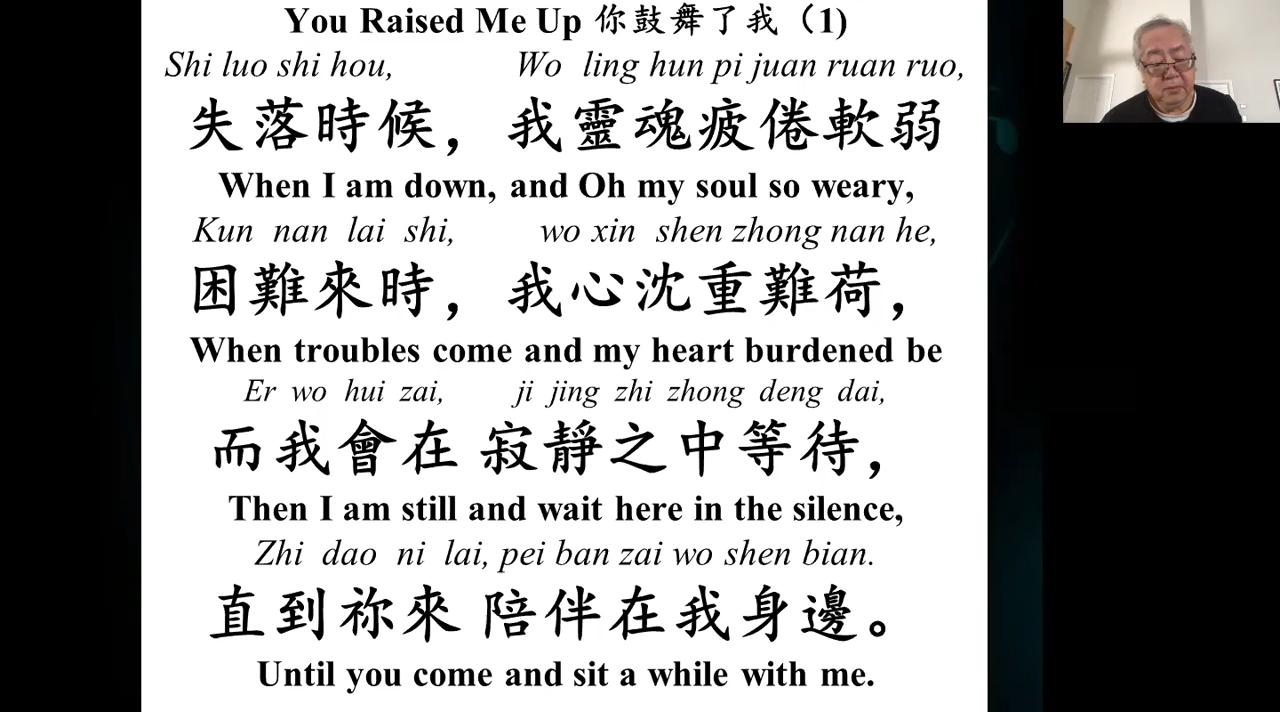 You Raised Me Up 你鼓舞了我（1)
Shi luo shi hou, Wo ling hun pi juan ruan ruo,
失落時候，我靈魂疲倦軟弱
When I am down, and Oh my soul so weary,
Kun nan lai shi, wo xin shen zhong nan he,
困難來時，我心沈重難荷，
When troubles come and my heart burdened be
Er wo hui zai, ji jing zhi zhong deng dai,
而我會在 寂靜之中等待，
Then I am still and wait here in the silence,
Zhi dao ni lai, pei ban zai wo shen bian.
直到祢來 陪伴在我身邊。
Until you come and sit a while with me.